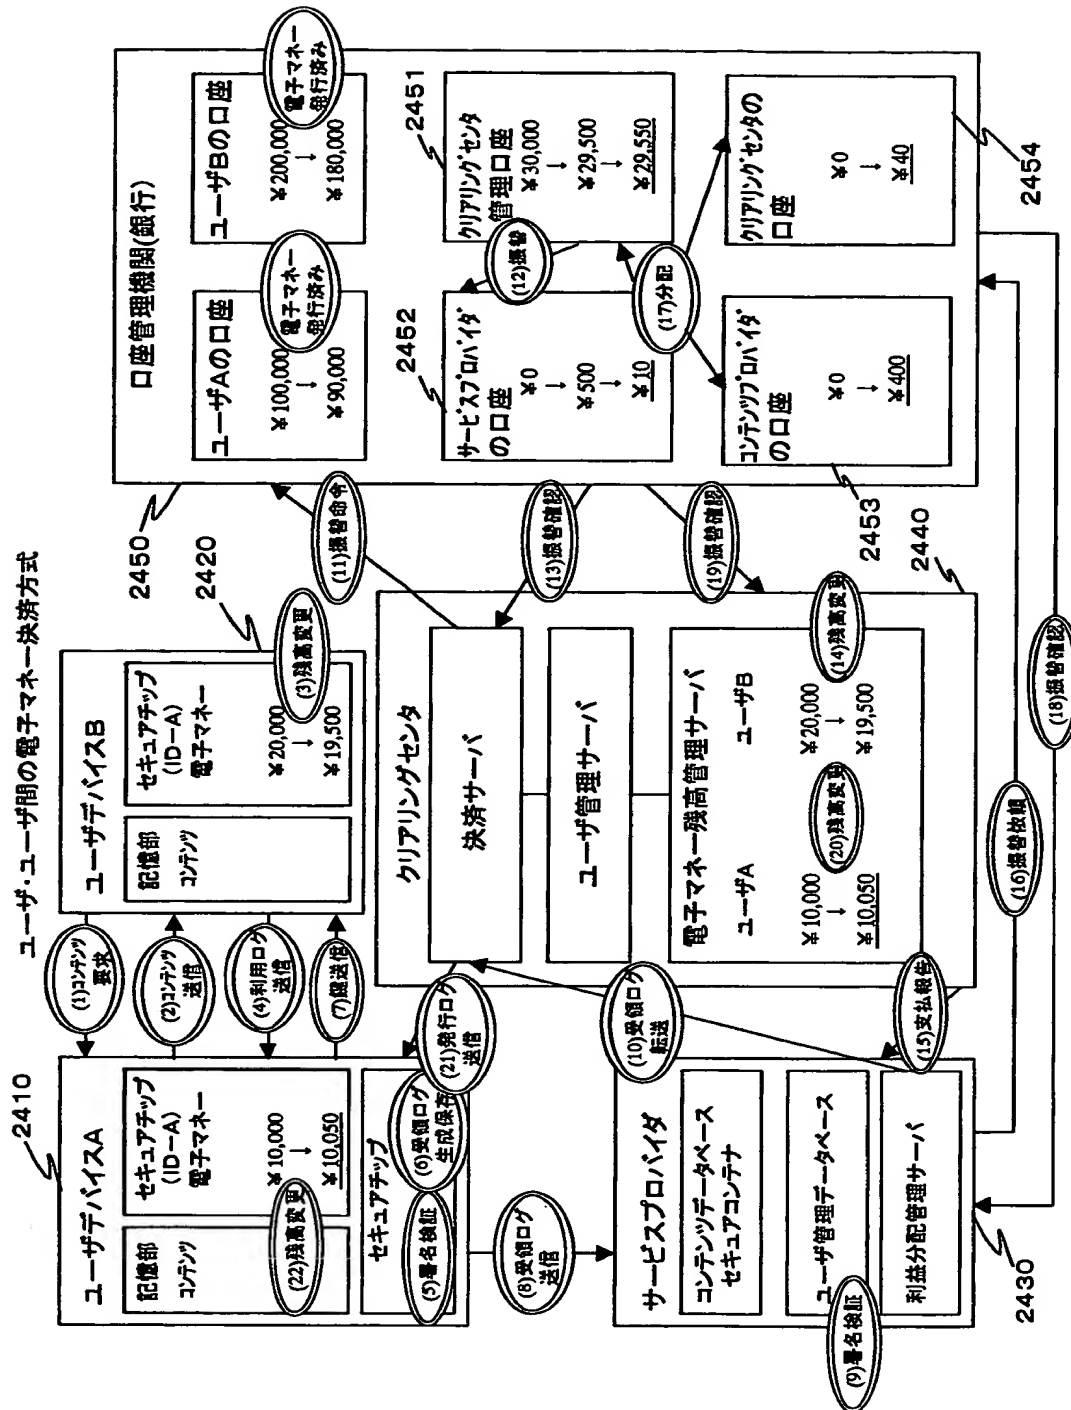 ユーザ・ユーザ間の電子マネー決済方式
2410
ユーザデバイスA
記憶部
コンテンツ
セキュアチップ
(ID-A)
電子マネー
¥10,000
↓
¥10,050
(22)残高変更
セキュアチップ
(5)署名検証
(6)受領ログ
生成保存
(1)コンテンツ
要求
(2)コンテンツ
送信
(4)利用ログ
送信
(7)鍵送信
2420
ユーザデバイスB
記憶部
コンテンツ
セキュアチップ
(ID-A)
電子マネー
¥20,000
↓
¥19,500
(3)残高変更
(8)受領ログ
送信
(21)発行ログ
送信
(10)受領ログ
転送
(15)支払報告
サービスプロバイダ
コンテンツデータベース
セキュアコンテナ
ユーザ管理データベース
(9)署名検証
利益分配管理サーバ
2430
クリアリングセンタ
決済サーバ
ユーザ管理サーバ
電子マネー残高管理サーバ
ユーザA
¥10,000
↓
¥10,050
(20)残高変更
ユーザB
¥20,000
↓
¥19,500
(14)残高変更
2440
(11)振替命令
(13)振替確認
(19)振替確認
(16)振替依頼
(18)振替確認
2450
口座管理機関(銀行)
ユーザAの口座
¥100,000
↓
¥90,000
電子マネー
発行済み
ユーザBの口座
¥200,000
↓
¥180,000
電子マネー
発行済み
2452
サービスプロバイダ
の口座
¥0
↓
¥500
↓
¥10
(12)振替
2451
クリアリングセンタ
管理口座
¥30,000
↓
¥29,500
↓
¥29,550
(17)分配
コンテンツプロバイダ
の口座
¥0
↓
¥400
2453
クリアリングセンタの
口座
¥0
↓
¥40
2454